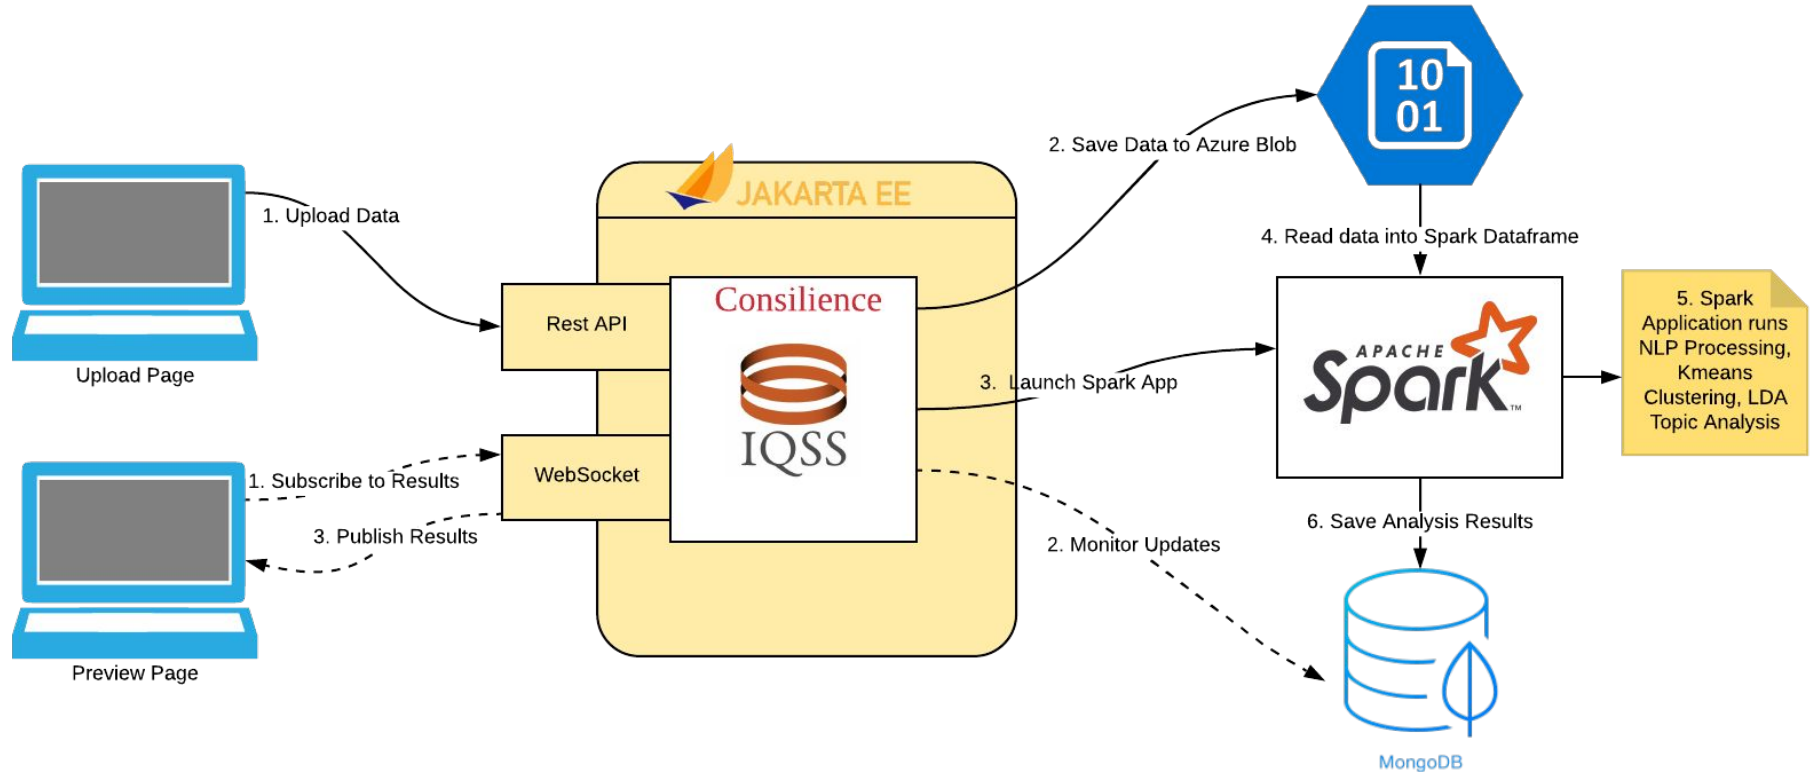 10
01
2. Save Data to Azure Blob
JAKARTA EE
1. Upload Data
4. Read data into Spark Dataframe
Consilience
IQSS
Rest API
Upload Page
3. Launch Spark App
APACHE
Spark
TM
5. Spark
Application runs
NLP Processing,
Kmeans
Clustering, LDA
Topic Analysis
WebSocket
1. Subscribe to Results
3. Publish Results
2. Monitor Updates
6. Save Analysis Results
Preview Page
MongoDB